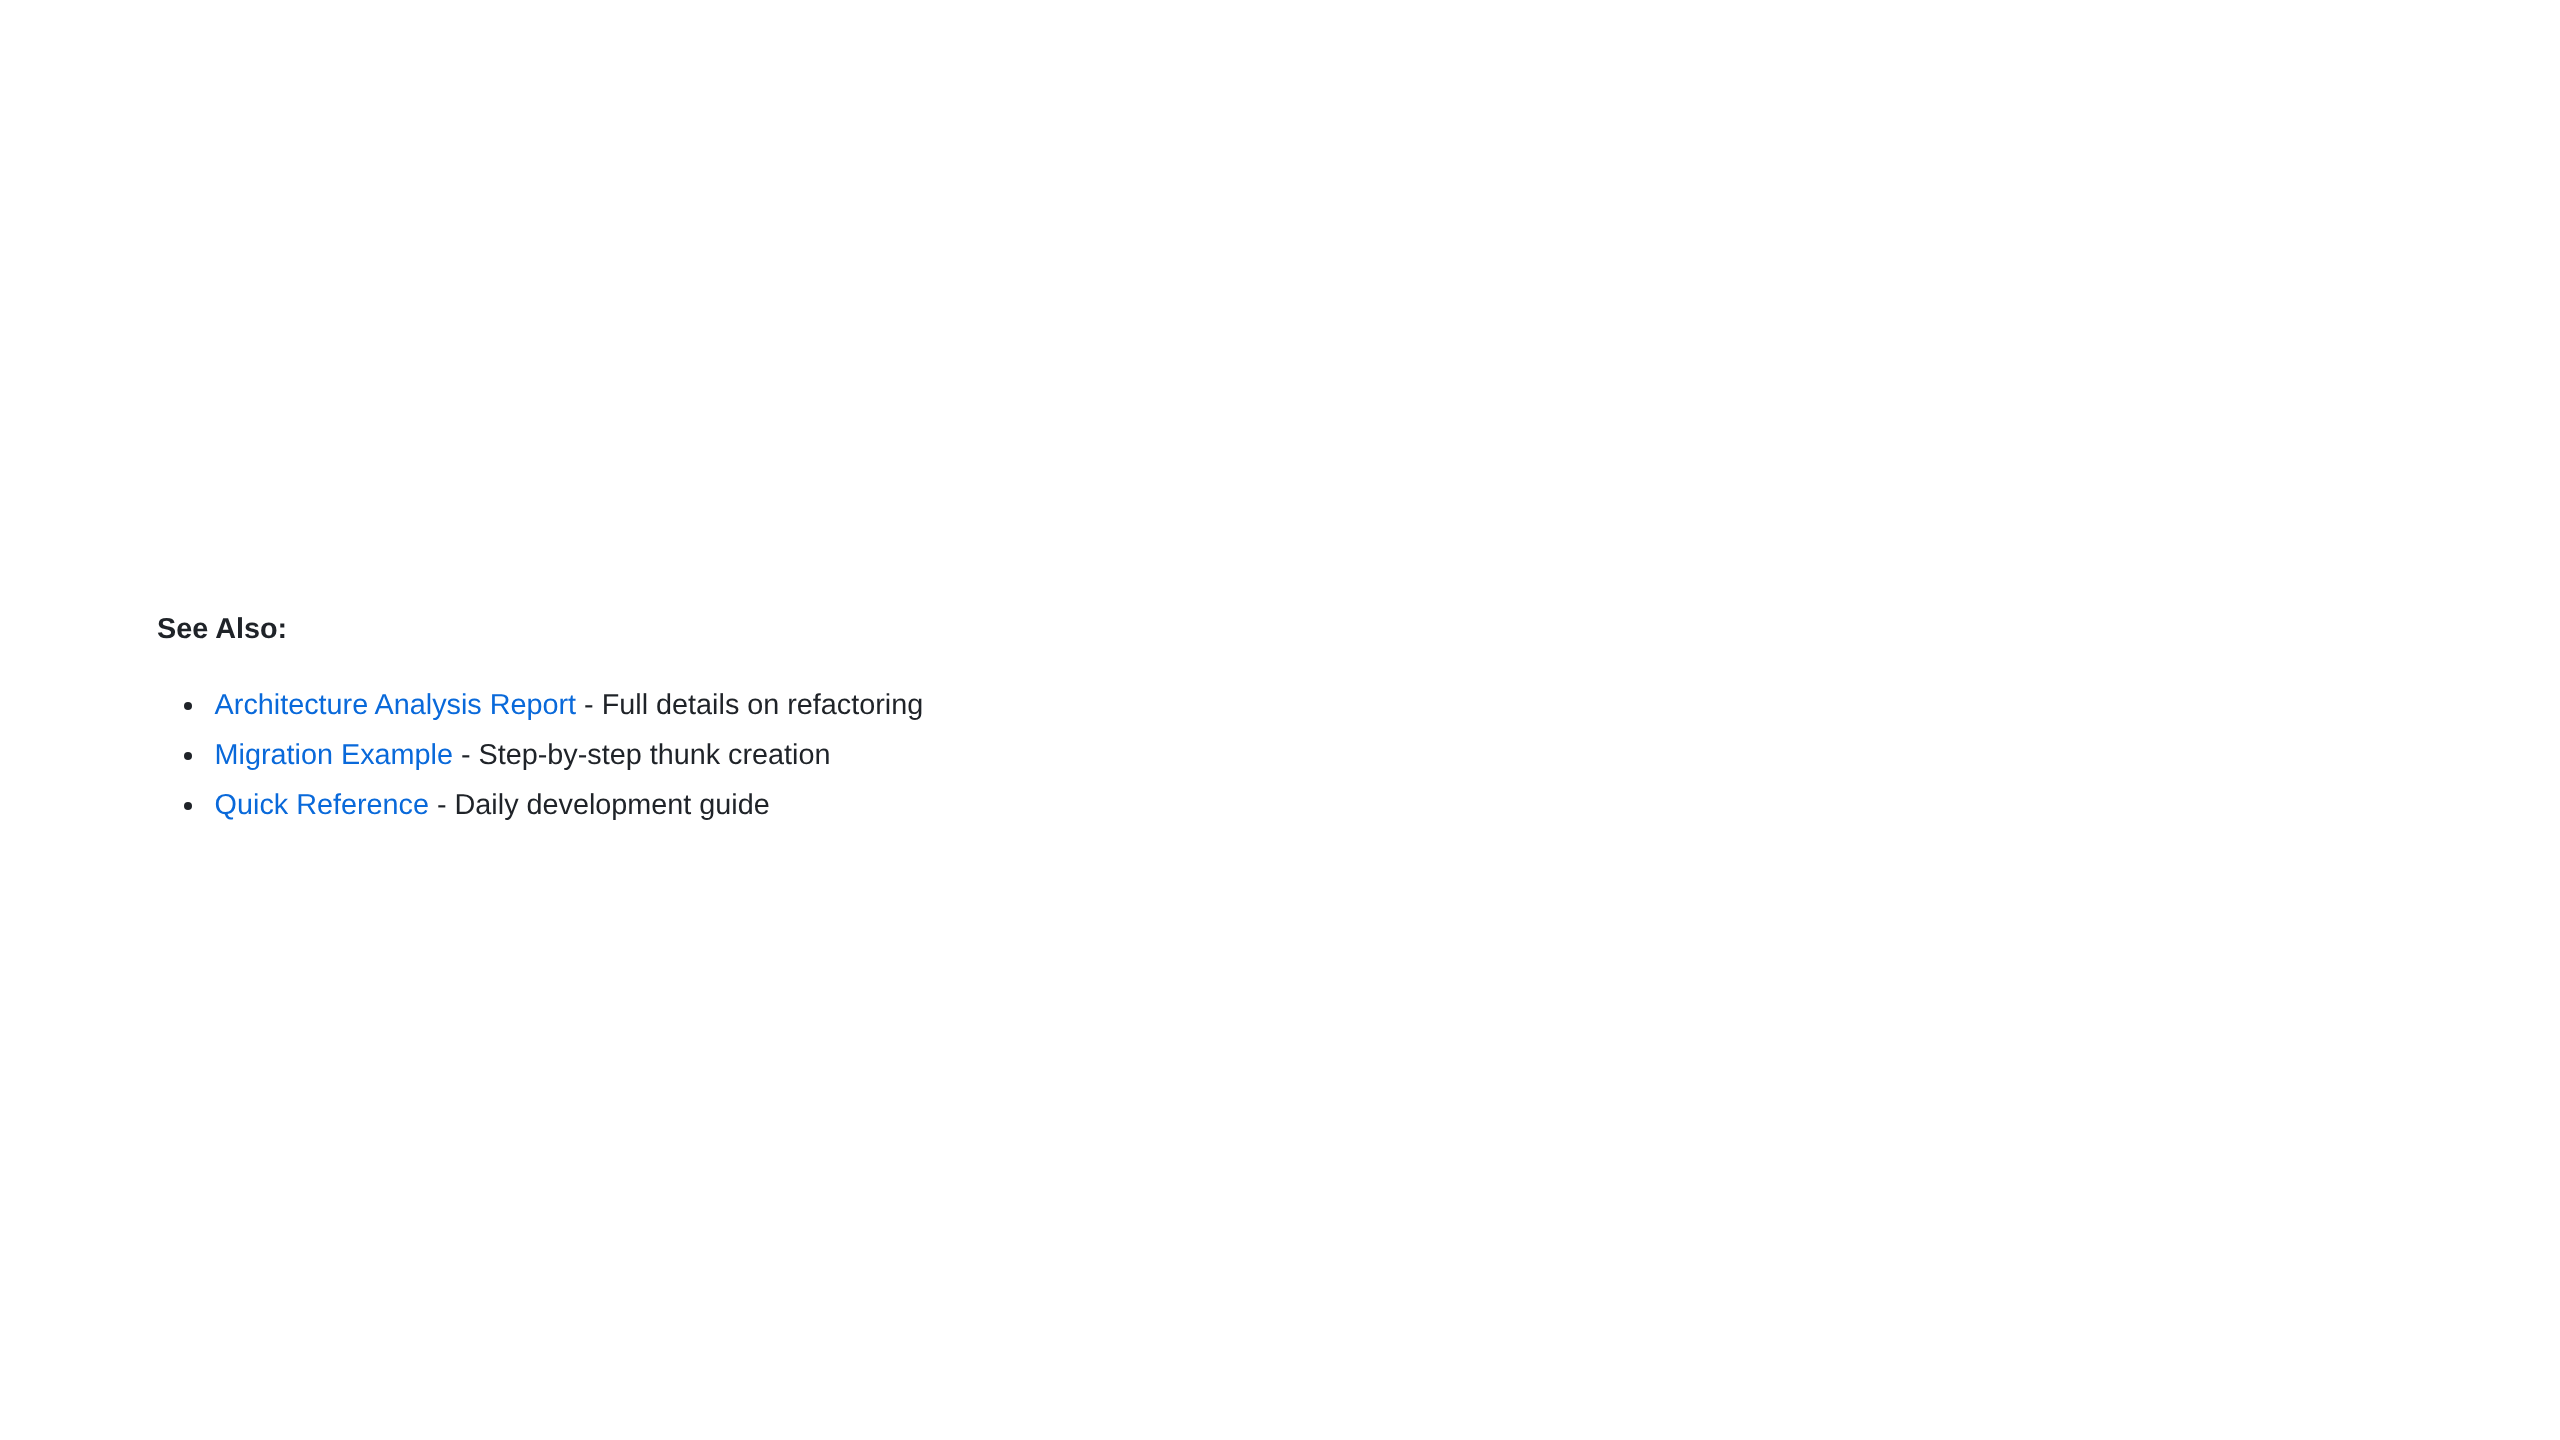 See Also:
• Architecture Analysis Report - Full details on refactoring
• Migration Example - Step-by-step thunk creation
• Quick Reference - Daily development guide